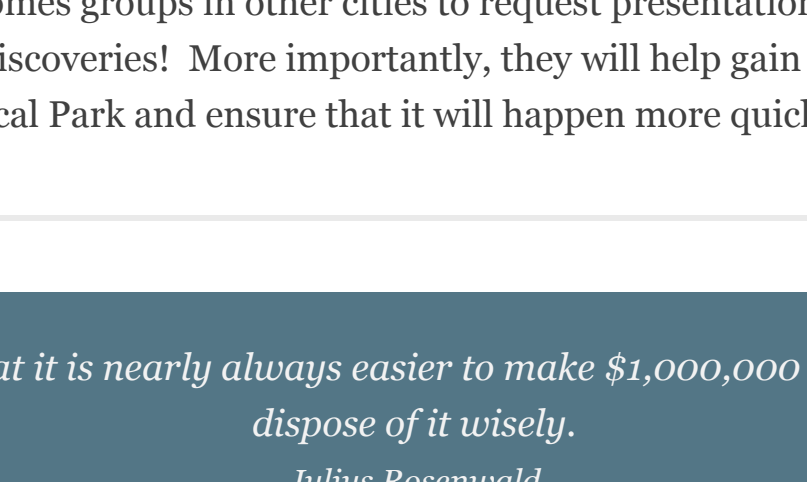 omes groups in other cities to request presentation
iscoveries!  More importantly, they will help gain
cal Park and ensure that it will happen more quick
at it is nearly always easier to make $1,000,000
dispose of it wisely.
Julius Rosenwald